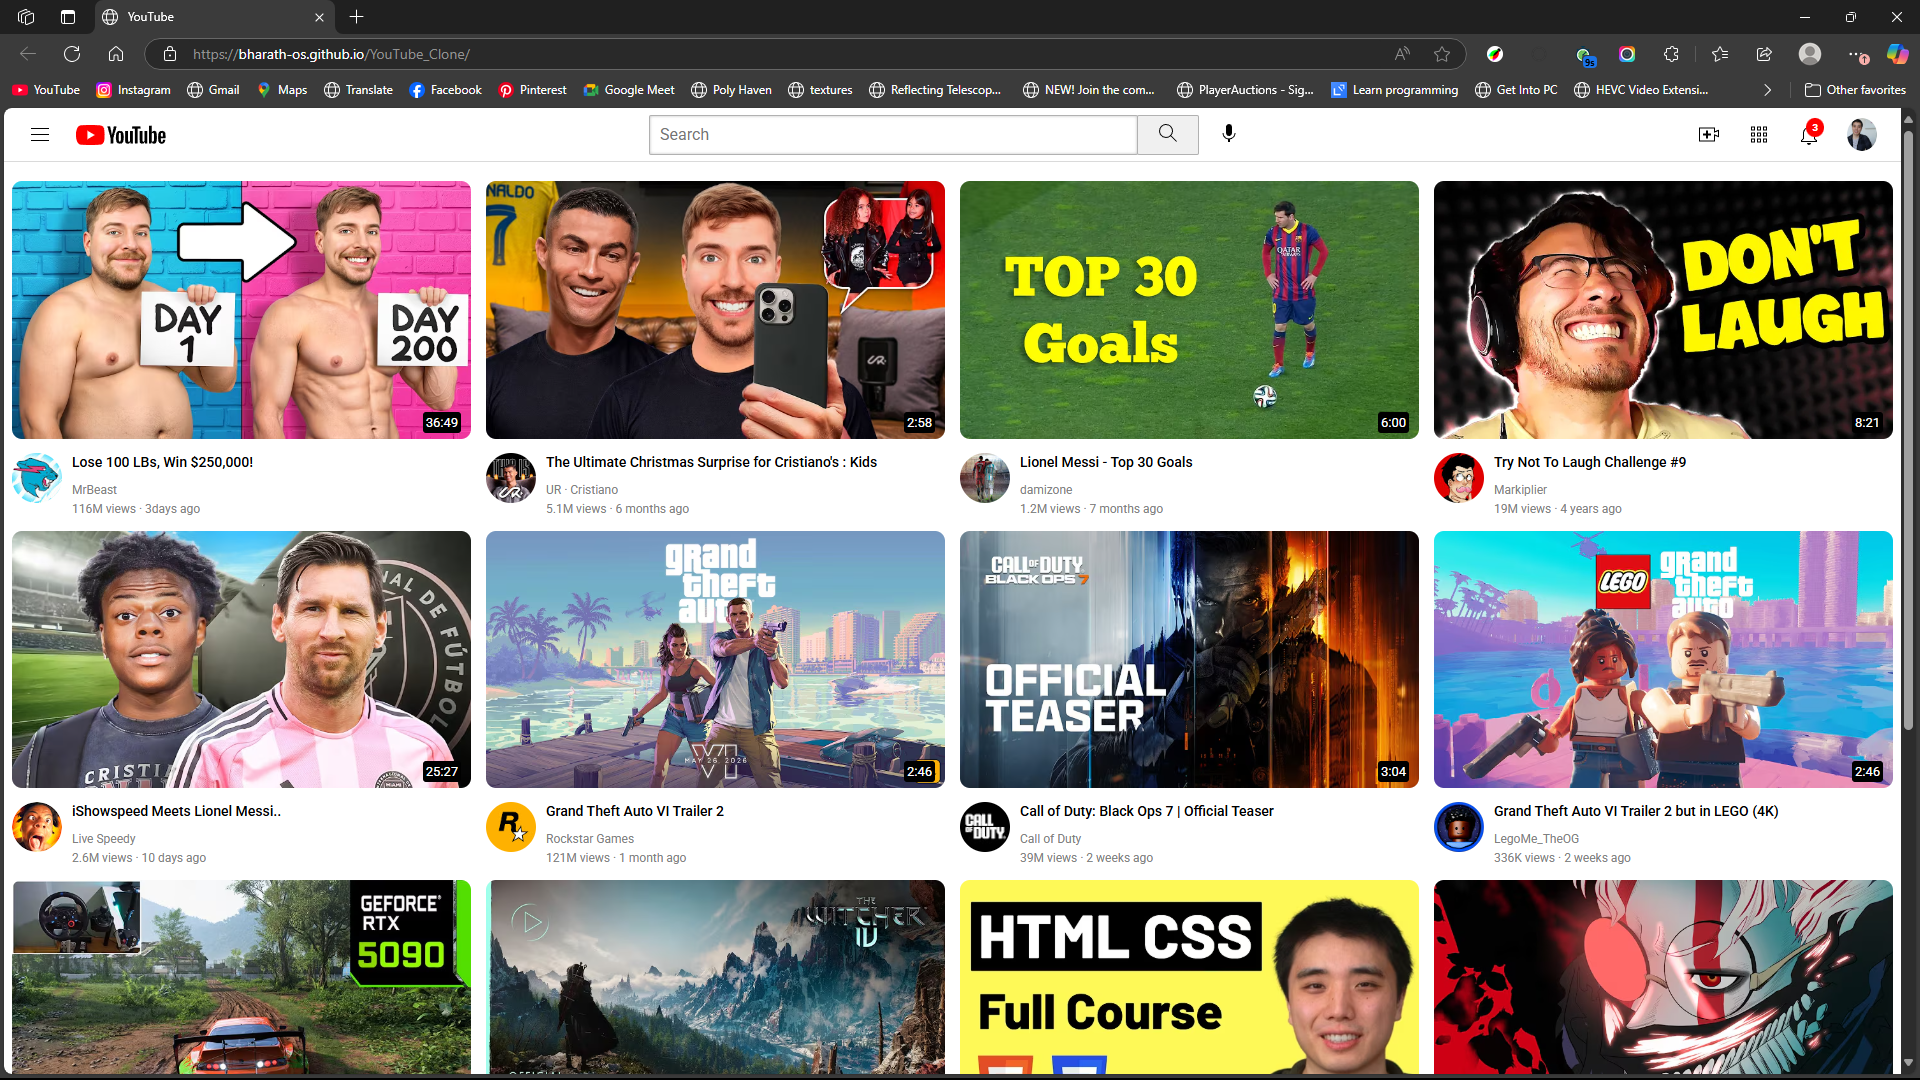 YouTube
https://bharath-os.github.io/YouTube_Clone/
9s
YouTube
Instagram
Gmail
Maps
Translate
Facebook
Pinterest
Google Meet
Poly Haven
textures
Reflecting Telescop...
NEW! Join the com...
PlayerAuctions - Sig...
Learn programming
Get Into PC
HEVC Video Extensi...
Other favorites
YouTube
Search
3
DAY
1
DAY
200
36:49
NALDO
7
UR
2:58
TOP 30
Goals
QATAR
6:00
DON'T
LAUGH
8:21
Lose 100 LBs, Win $250,000!
MrBeast
116M views · 3days ago
The Ultimate Christmas Surprise for Cristiano's : Kids
UR · Cristiano
5.1M views · 6 months ago
Lionel Messi - Top 30 Goals
damizone
1.2M views · 7 months ago
Try Not To Laugh Challenge #9
Markiplier
19M views · 4 years ago
NAL DE FÚTBOL
CRISTIA
25:27
grand
theft
auto
VI
MAY 26, 2026
2:46
CALL OF DUTY
BLACK OPS 7
OFFICIAL
TEASER
3:04
LEGO
grand
theft
auto
2:46
iShowspeed Meets Lionel Messi..
Live Speedy
2.6M views · 10 days ago
R
Grand Theft Auto VI Trailer 2
Rockstar Games
121M views · 1 month ago
CALL OF DUTY
Call of Duty: Black Ops 7 | Official Teaser
Call of Duty
39M views · 2 weeks ago
Grand Theft Auto VI Trailer 2 but in LEGO (4K)
LegoMe_TheOG
336K views · 2 weeks ago
GEFORCE
RTX
5090
THE
WITCHER
IV
HTML CSS
Full Course